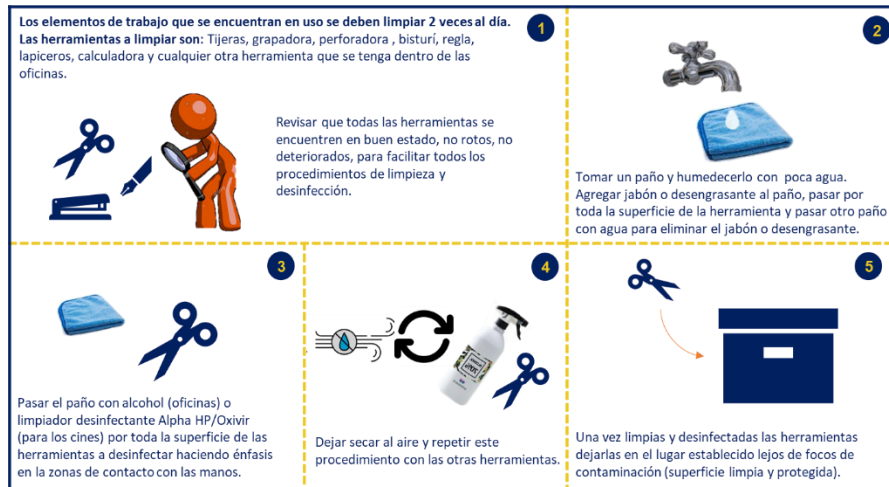 Los elementos de trabajo que se encuentran en uso se deben limpiar 2 veces al día.
Las herramientas a limpiar son: Tijeras, grapadora, perforadora , bisturí, regla,
lapiceros, calculadora y cualquier otra herramienta que se tenga dentro de las
oficinas.
1
Revisar que todas las herramientas se
encuentren en buen estado, no rotos, no
deteriorados, para facilitar todos los
procedimientos de limpieza y
desinfección.
2
Tomar un paño y humedecerlo con poca agua.
Agregar jabón o desengrasante al paño, pasar por
toda la superficie de la herramienta y pasar otro paño
con agua para eliminar el jabón o desengrasante.
3
Pasar el paño con alcohol (oficinas) o
limpiador desinfectante Alpha HP/Oxivir
(para los cines) por toda la superficie de las
herramientas a desinfectar haciendo énfasis
en la zonas de contacto con las manos.
4
Dejar secar al aire y repetir este
procedimiento con las otras herramientas.
5
Una vez limpias y desinfectadas las herramientas
dejarlas en el lugar establecido lejos de focos de
contaminación (superficie limpia y protegida).